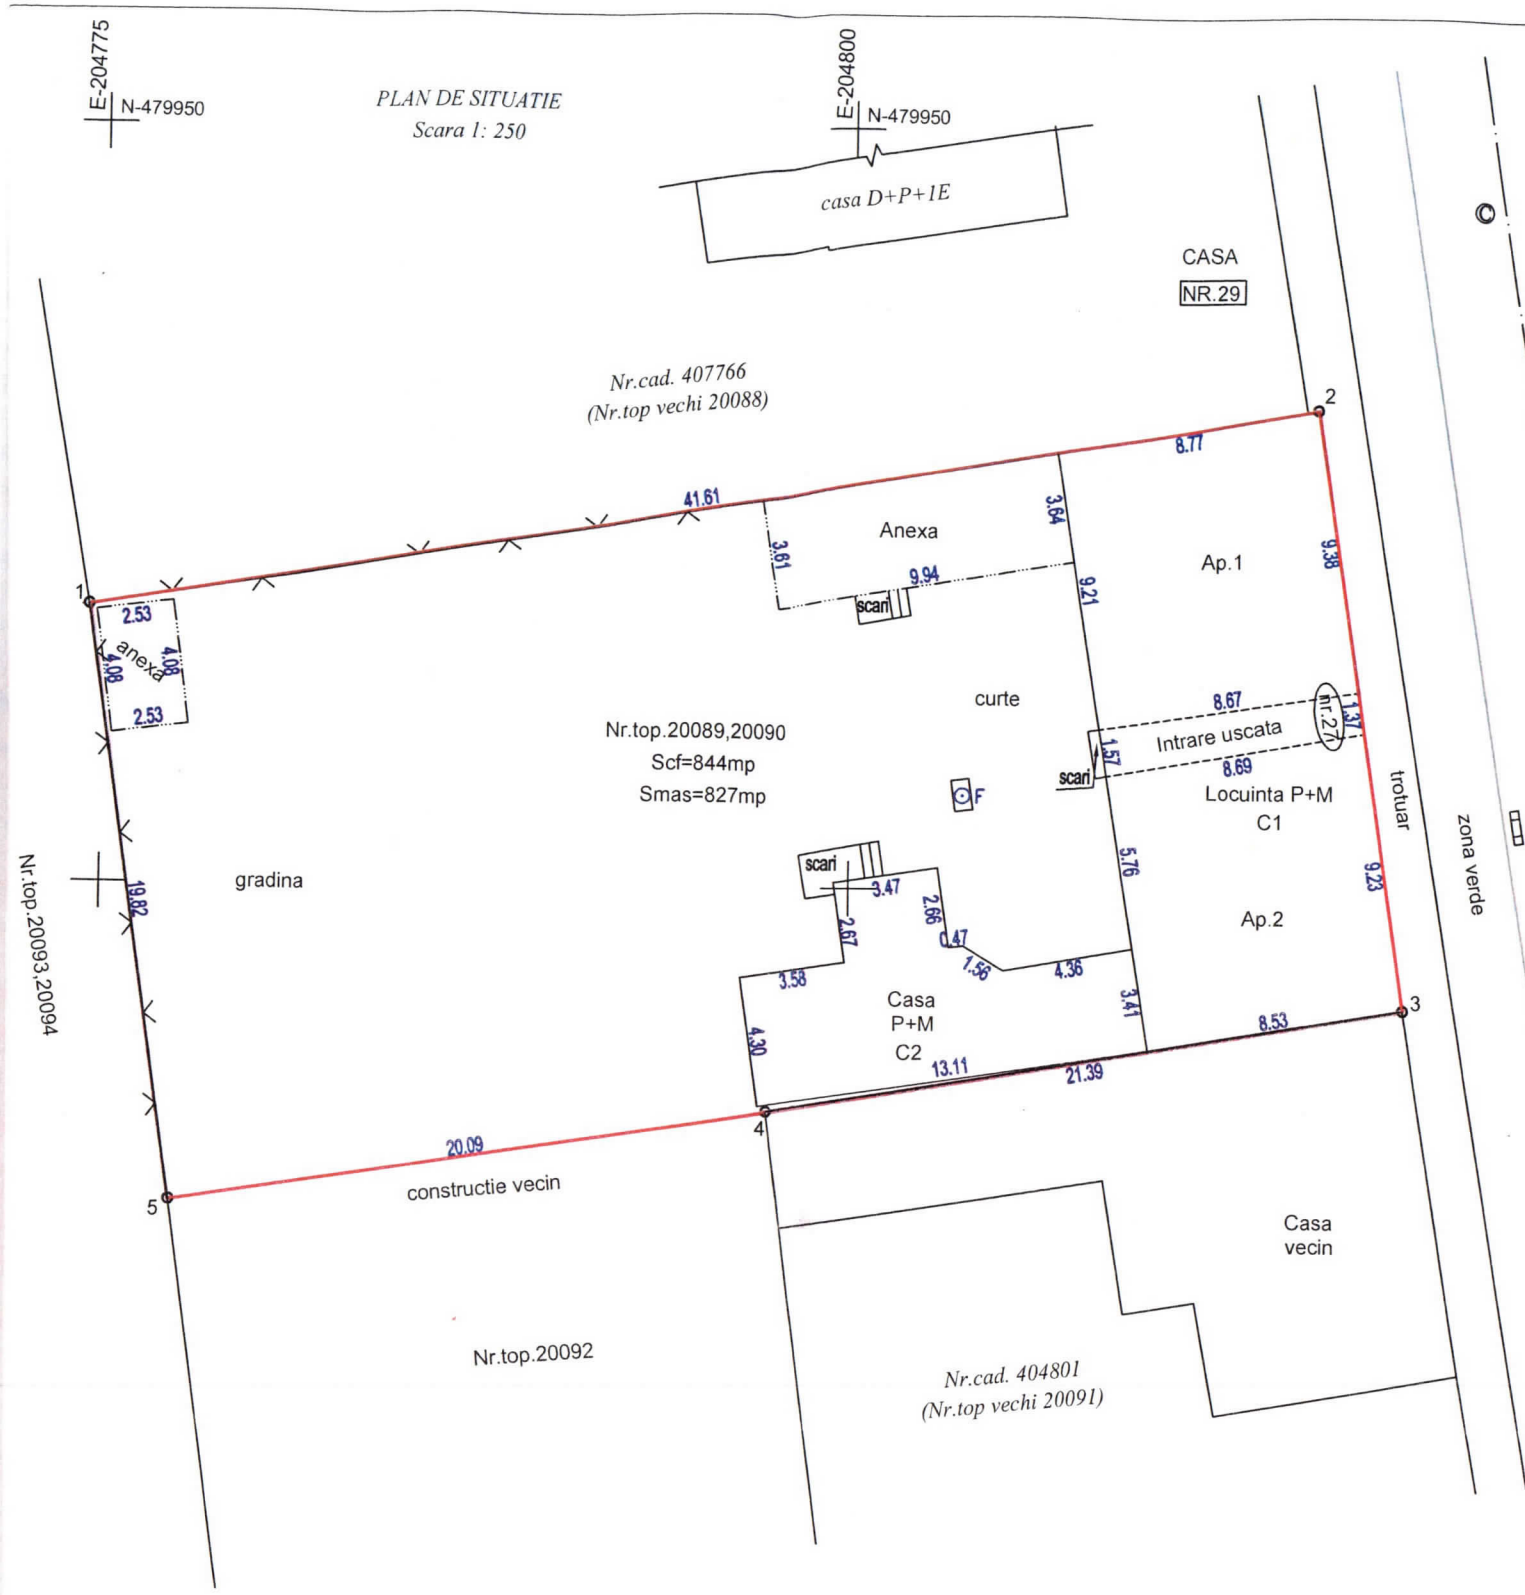 E-204775
N-479950
PLAN DE SITUATIE
Scara 1: 250
E-204800
N-479950
casa D+P+1E
CASA
NR.29
Nr.cad. 407766
(Nr.top vechi 20088)
2
8.77
41.61
3.64
Anexa
3.61
9.94
scari
Ap.1
9.38
9.21
1
2.53
anexa
4.08
4.08
2.53
curte
Nr.top.20089,20090
Scf=844mp
Smas=827mp
8.67
nr.27
1.37
Intrare uscata
1.57
8.69
scari
F
Locuinta P+M
C1
trotuar
zona verde
scari
3.47
5.76
9.23
gradina
19.82
Nr.top.20093,20094
2.67
2.66
0.47
1.56
4.36
Ap.2
3.58
Casa
P+M
C2
3.41
4.30
13.11
21.39
8.53
3
4
20.09
constructie vecin
5
Casa
vecin
Nr.top.20092
Nr.cad. 404801
(Nr.top vechi 20091)
C